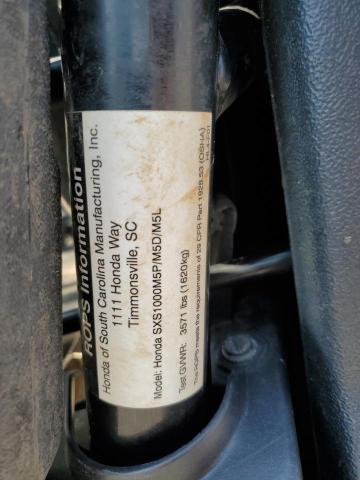 ROPS Information
Honda of South Carolina Manufacturing, Inc.
1111 Honda Way
Timmonsville, SC
Model: Honda SXS1000M5P/M5D/M5L
Test GVWR: 3571 lbs (1620kg)
This ROPS meets the requirements of 29 CFR Part 1928.53 (OSHA)